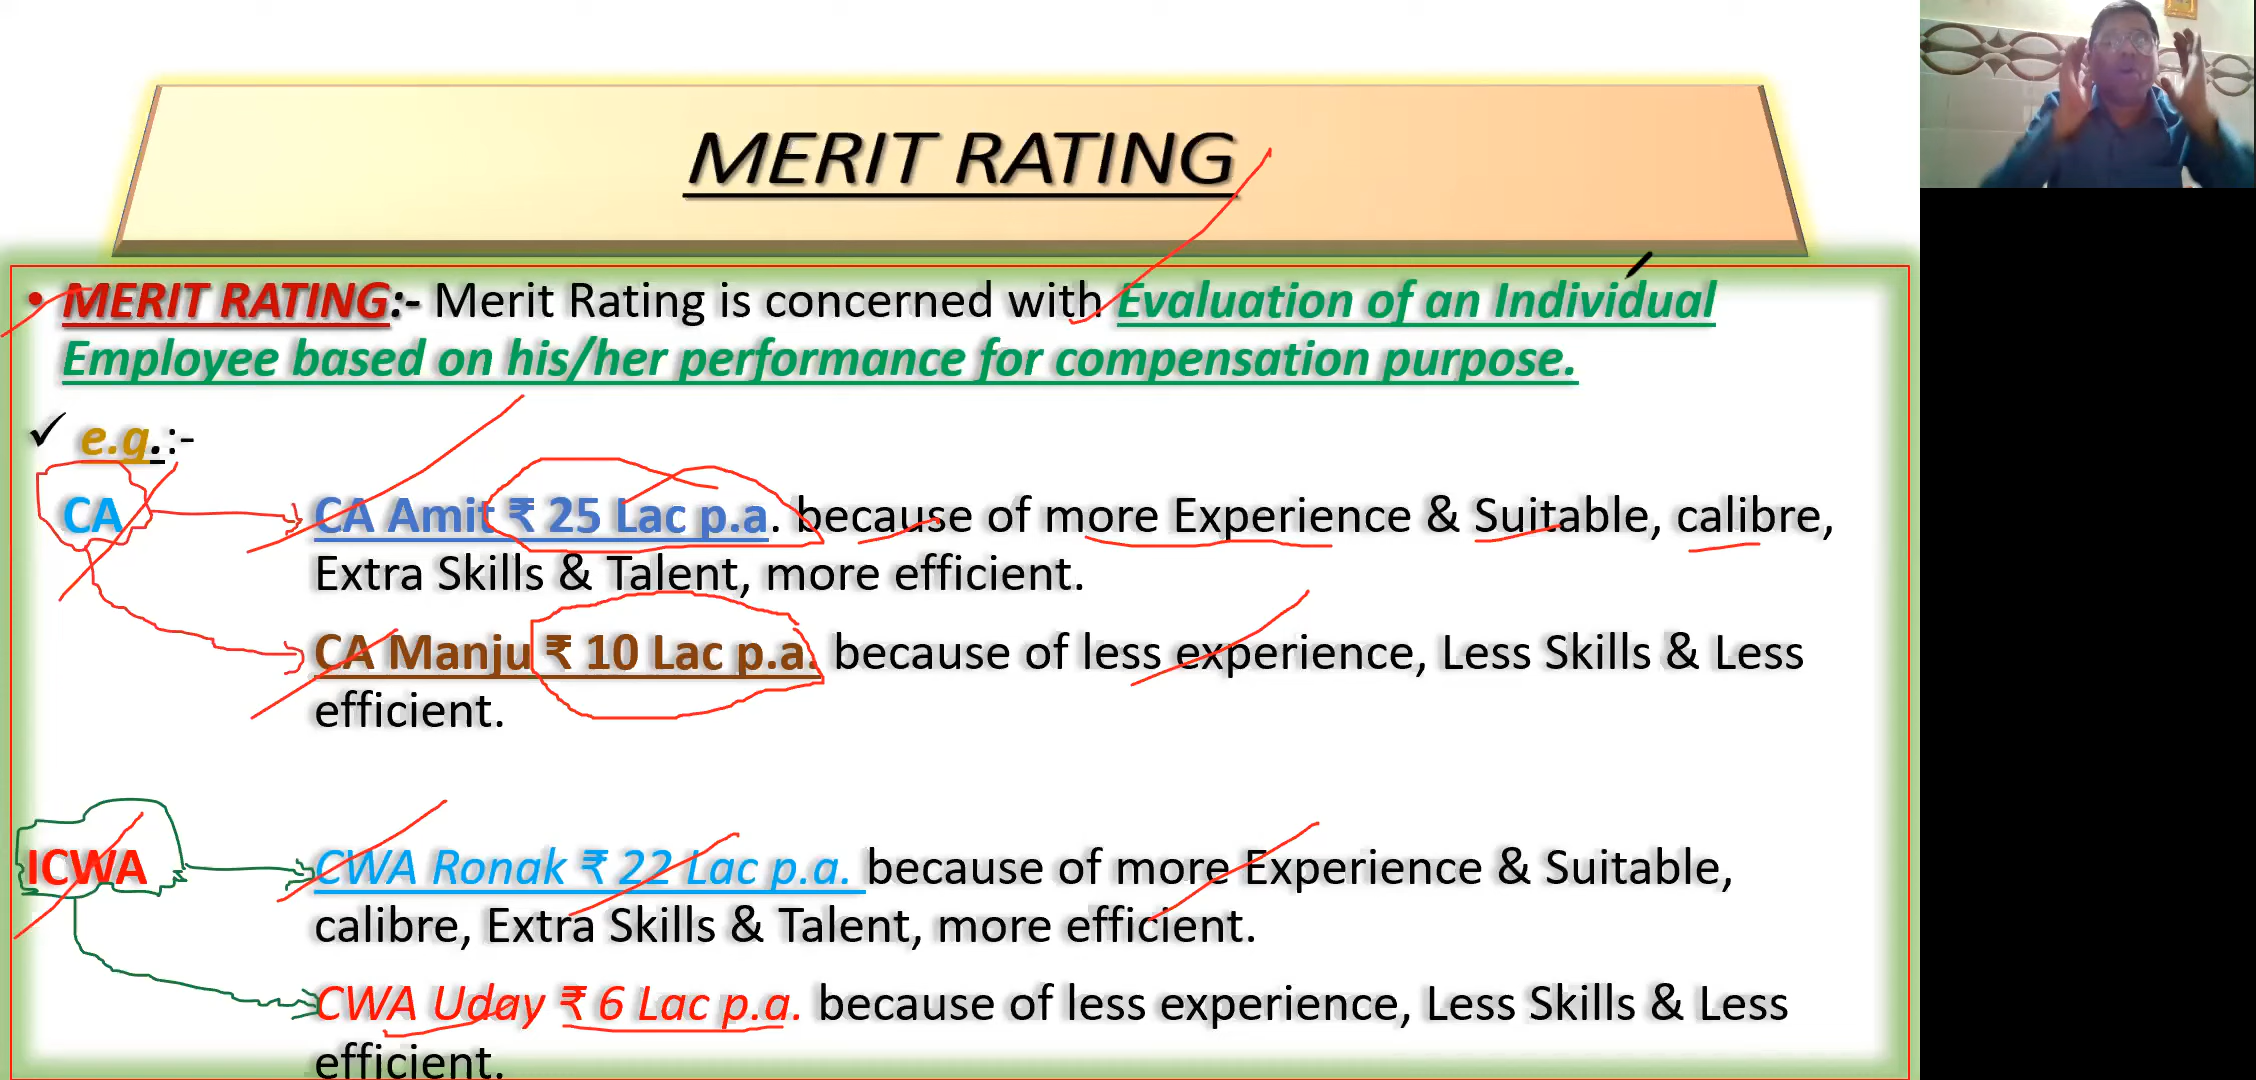 MERIT RATING
• MERIT RATING:- Merit Rating is concerned with Evaluation of an Individual
Employee based on his/her performance for compensation purpose.
✓ e.g.:-
CA CA Amit ₹ 25 Lac p.a. because of more Experience & Suitable, calibre,
Extra Skills & Talent, more efficient.
CA Manju ₹ 10 Lac p.a. because of less experience, Less Skills & Less
efficient.
ICWA CWA Ronak ₹ 22 Lac p.a. because of more Experience & Suitable,
calibre, Extra Skills & Talent, more efficient.
CWA Uday ₹ 6 Lac p.a. because of less experience, Less Skills & Less
efficient.